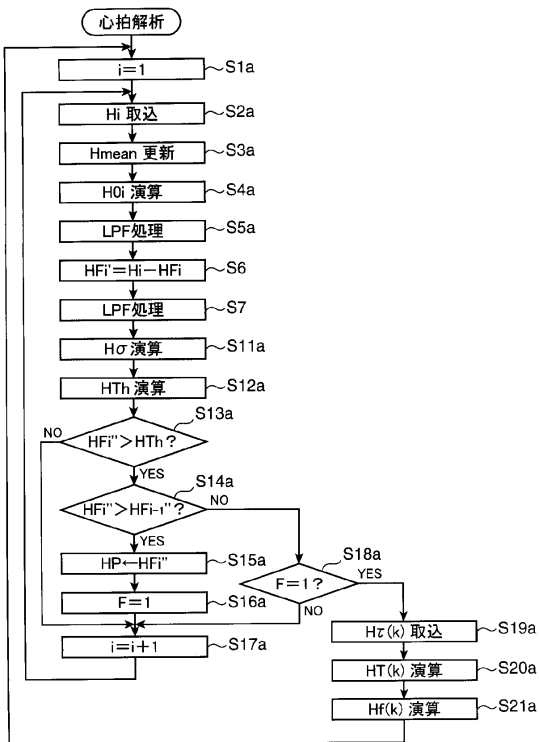 心拍解析
i=1
S1a
Hi 取込
S2a
Hmean 更新
S3a
H0i 演算
S4a
LPF処理
S5a
HFi'=Hi-HFi
S6
LPF処理
S7
Hσ 演算
S11a
HTh 演算
S12a
S13a
NO
HFi''>HTh?
YES
S14a
HFi''>HFi-1''?
NO
YES
HP←HFi''
S15a
F=1
S16a
i=i+1
S17a
S18a
F=1?
YES
NO
Hτ(k) 取込
S19a
HT(k) 演算
S20a
Hf(k) 演算
S21a